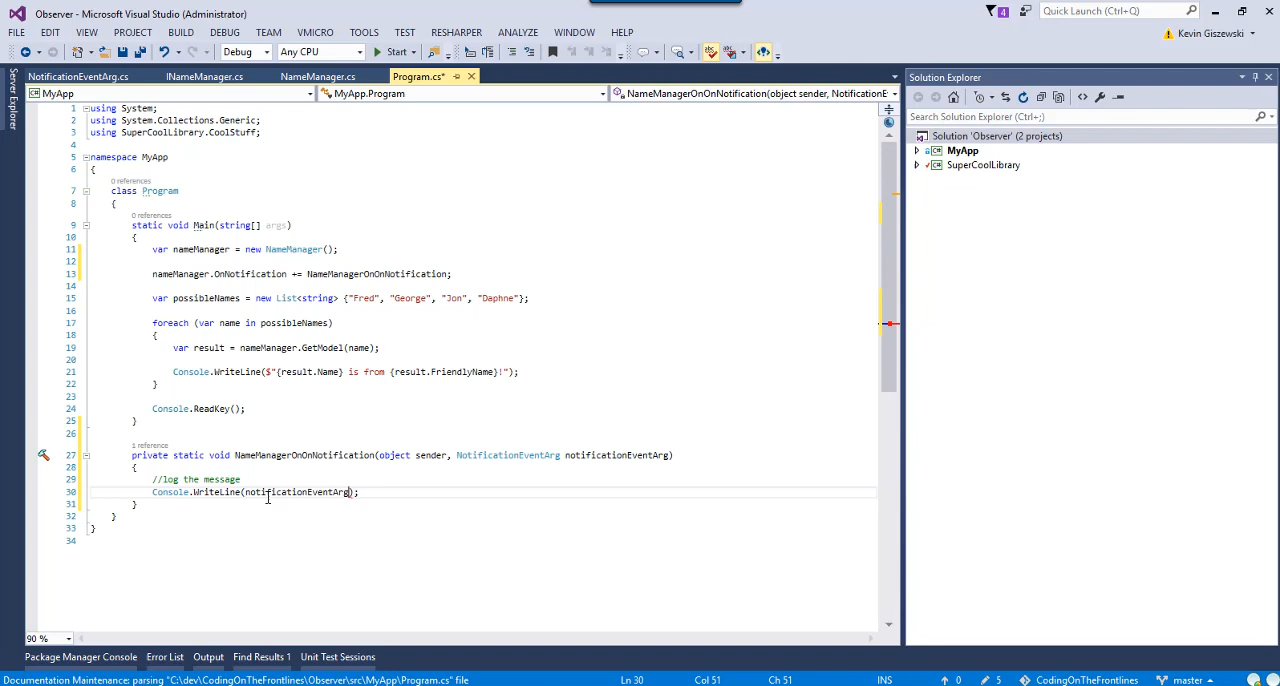 Observer - Microsoft Visual Studio (Administrator)
4
Quick Launch (Ctrl+Q)
FILE EDIT VIEW PROJECT BUILD DEBUG TEAM VMICRO TOOLS TEST RESHARPER ANALYZE WINDOW HELP
Kevin Giszewski
Debug Any CPU Start
Server Explorer
NotificationEventArg.cs INameManager.cs NameManager.cs Program.cs*
Solution Explorer
MyApp MyApp.Program NameManagerOnOnNotification(object sender, NotificationE
Search Solution Explorer (Ctrl+;)
Solution 'Observer' (2 projects)
MyApp
SuperCoolLibrary
1 using System;
2 using System.Collections.Generic;
3 using SuperCoolLibrary.CoolStuff;
4
5 namespace MyApp
6 {
0 references
7 class Program
8 {
0 references
9 static void Main(string[] args)
10 {
11 var nameManager = new NameManager();
12
13 nameManager.OnNotification += NameManagerOnOnNotification;
14
15 var possibleNames = new List<string> {"Fred", "George", "Jon", "Daphne"};
16
17 foreach (var name in possibleNames)
18 {
19 var result = nameManager.GetModel(name);
20
21 Console.WriteLine($"{result.Name} is from {result.FriendlyName}!");
22 }
23
24 Console.ReadKey();
25 }
26
1 reference
27 private static void NameManagerOnOnNotification(object sender, NotificationEventArg notificationEventArg)
28 {
29 //log the message
30 Console.WriteLine(notificationEventArg);
31 }
32 }
33 }
34
90 %
Package Manager Console Error List Output Find Results 1 Unit Test Sessions
Documentation Maintenance: parsing "C:\dev\CodingOnTheFrontlines\Observer\src\MyApp\Program.cs" file Ln 30 Col 51 Ch 51 INS 0 5 CodingOnTheFrontlines master